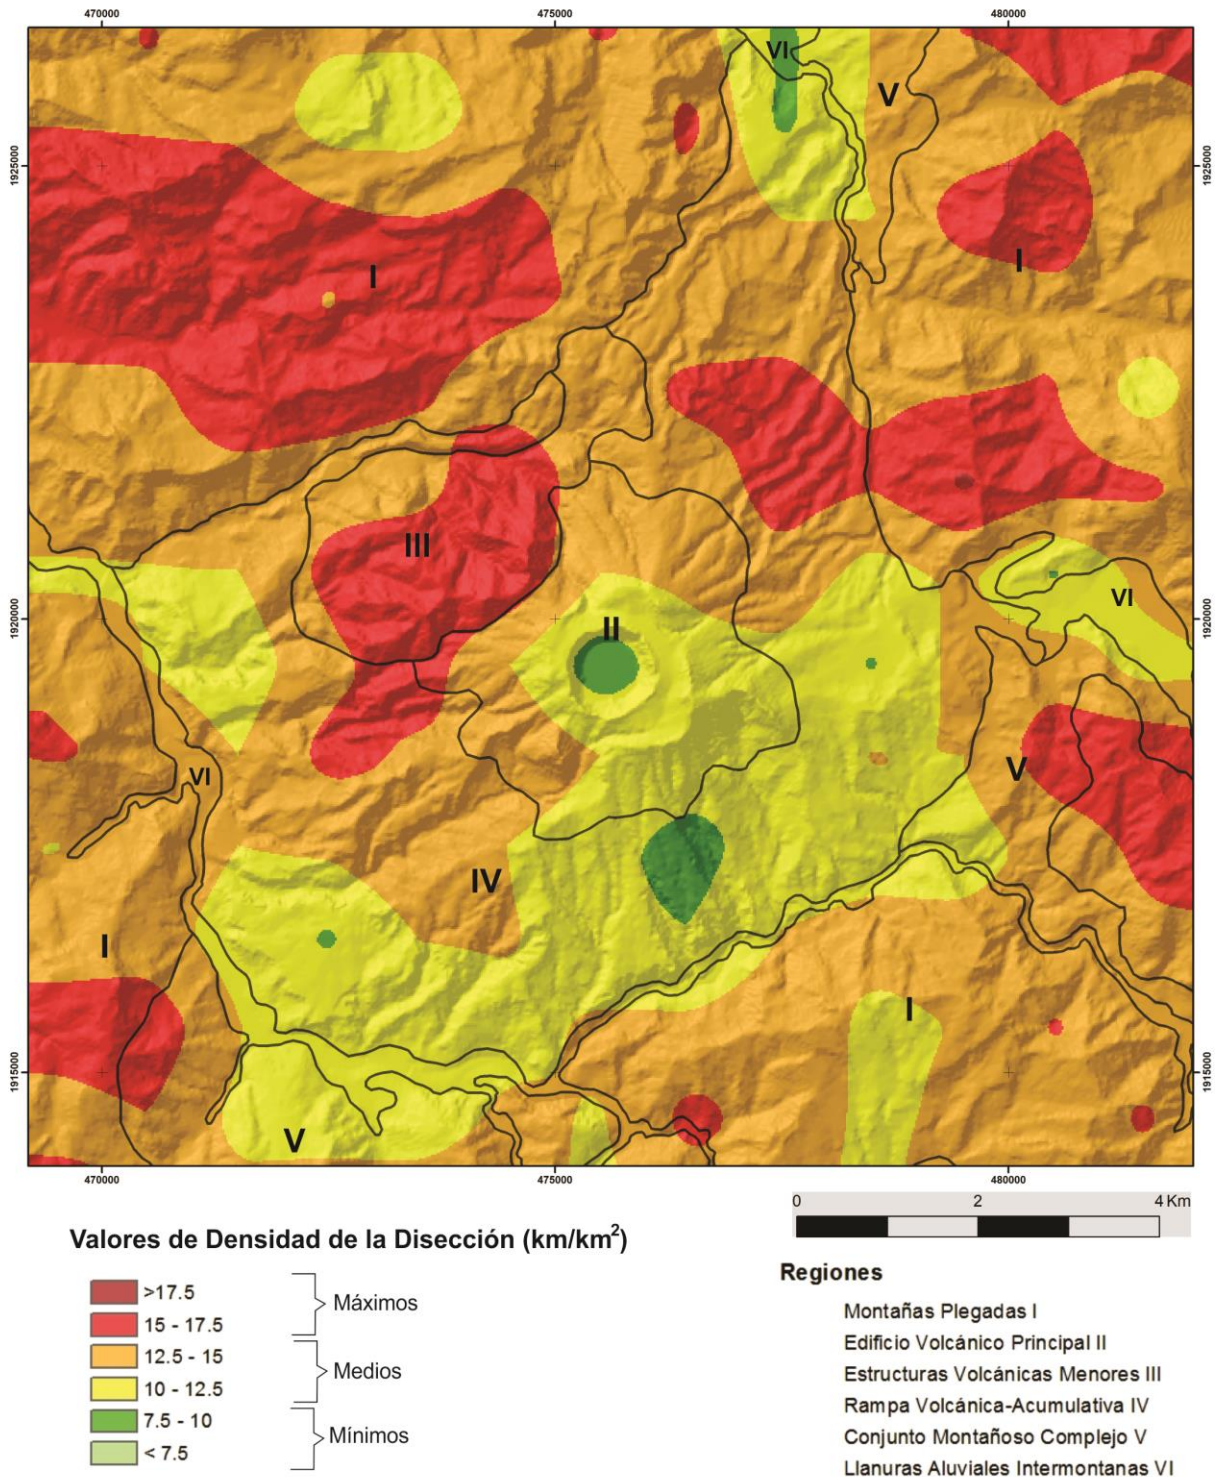 470000 475000 480000
VI
V
1925000 1925000
I
I
III
1920000 1920000
VI
II
V
VI
IV
I
I
1915000 1915000
V
470000 475000 480000
0 2 4 Km
Valores de Densidad de la Disección (km/km²)
>17.5
15 - 17.5
Máximos
12.5 - 15
10 - 12.5
Medios
7.5 - 10
< 7.5
Mínimos
Regiones
Montañas Plegadas I
Edificio Volcánico Principal II
Estructuras Volcánicas Menores III
Rampa Volcánica-Acumulativa IV
Conjunto Montañoso Complejo V
Llanuras Aluviales Intermontanas VI